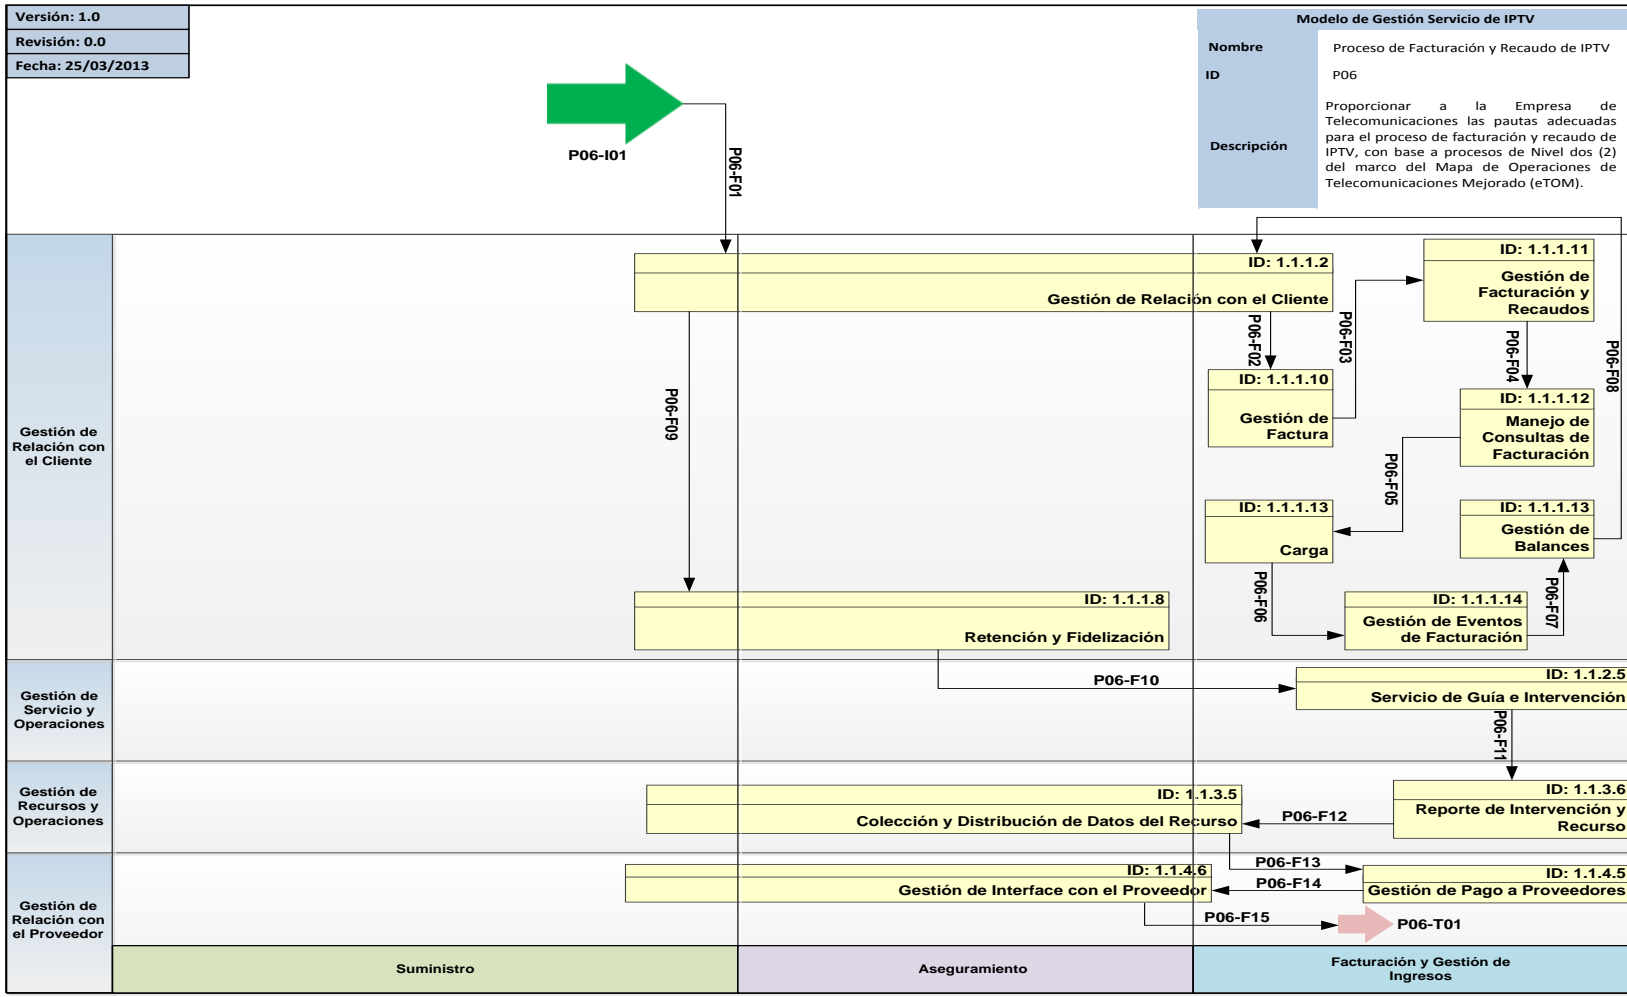 Versión: 1.0
Revisión: 0.0
Fecha: 25/03/2013
Modelo de Gestión Servicio de IPTV
Nombre
Proceso de Facturación y Recaudo de IPTV
ID
P06
Descripción
Proporcionar a la Empresa de
Telecomunicaciones las pautas adecuadas
para el proceso de facturación y recaudo de
IPTV, con base a procesos de Nivel dos (2)
del marco del Mapa de Operaciones de
Telecomunicaciones Mejorado (eTOM).
P06-I01
P06-F01
Gestión de
Relación con
el Cliente
ID: 1.1.1.2
Gestión de Relación con el Cliente
ID: 1.1.1.11
Gestión de
Facturación y
Recaudos
P06-F02
P06-F03
P06-F04
P06-F08
ID: 1.1.1.10
Gestión de
Factura
ID: 1.1.1.12
Manejo de
Consultas de
Facturación
P06-F09
P06-F05
ID: 1.1.1.13
Carga
ID: 1.1.1.13
Gestión de
Balances
P06-F06
P06-F07
ID: 1.1.1.8
Retención y Fidelización
ID: 1.1.1.14
Gestión de Eventos
de Facturación
Gestión de
Servicio y
Operaciones
P06-F10
ID: 1.1.2.5
Servicio de Guía e Intervención
P06-F11
Gestión de
Recursos y
Operaciones
ID: 1.1.3.5
Colección y Distribución de Datos del Recurso
P06-F12
ID: 1.1.3.6
Reporte de Intervención y
Recurso
Gestión de
Relación con
el Proveedor
P06-F13
ID: 1.1.4.6
Gestión de Interface con el Proveedor
P06-F14
ID: 1.1.4.5
Gestión de Pago a Proveedores
P06-F15
P06-T01
Suministro
Aseguramiento
Facturación y Gestión de
Ingresos